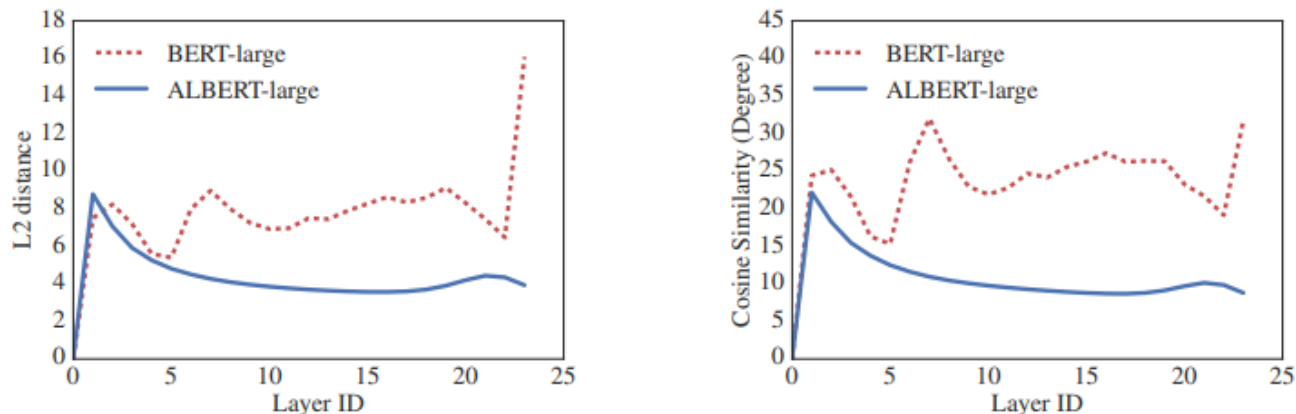 18
16
14
12
10
8
6
4
2
0
L2 distance
BERT-large
ALBERT-large
0 5 10 15 20 25
Layer ID
45
40
35
30
25
20
15
10
5
0
Cosine Similarity (Degree)
BERT-large
ALBERT-large
0 5 10 15 20 25
Layer ID